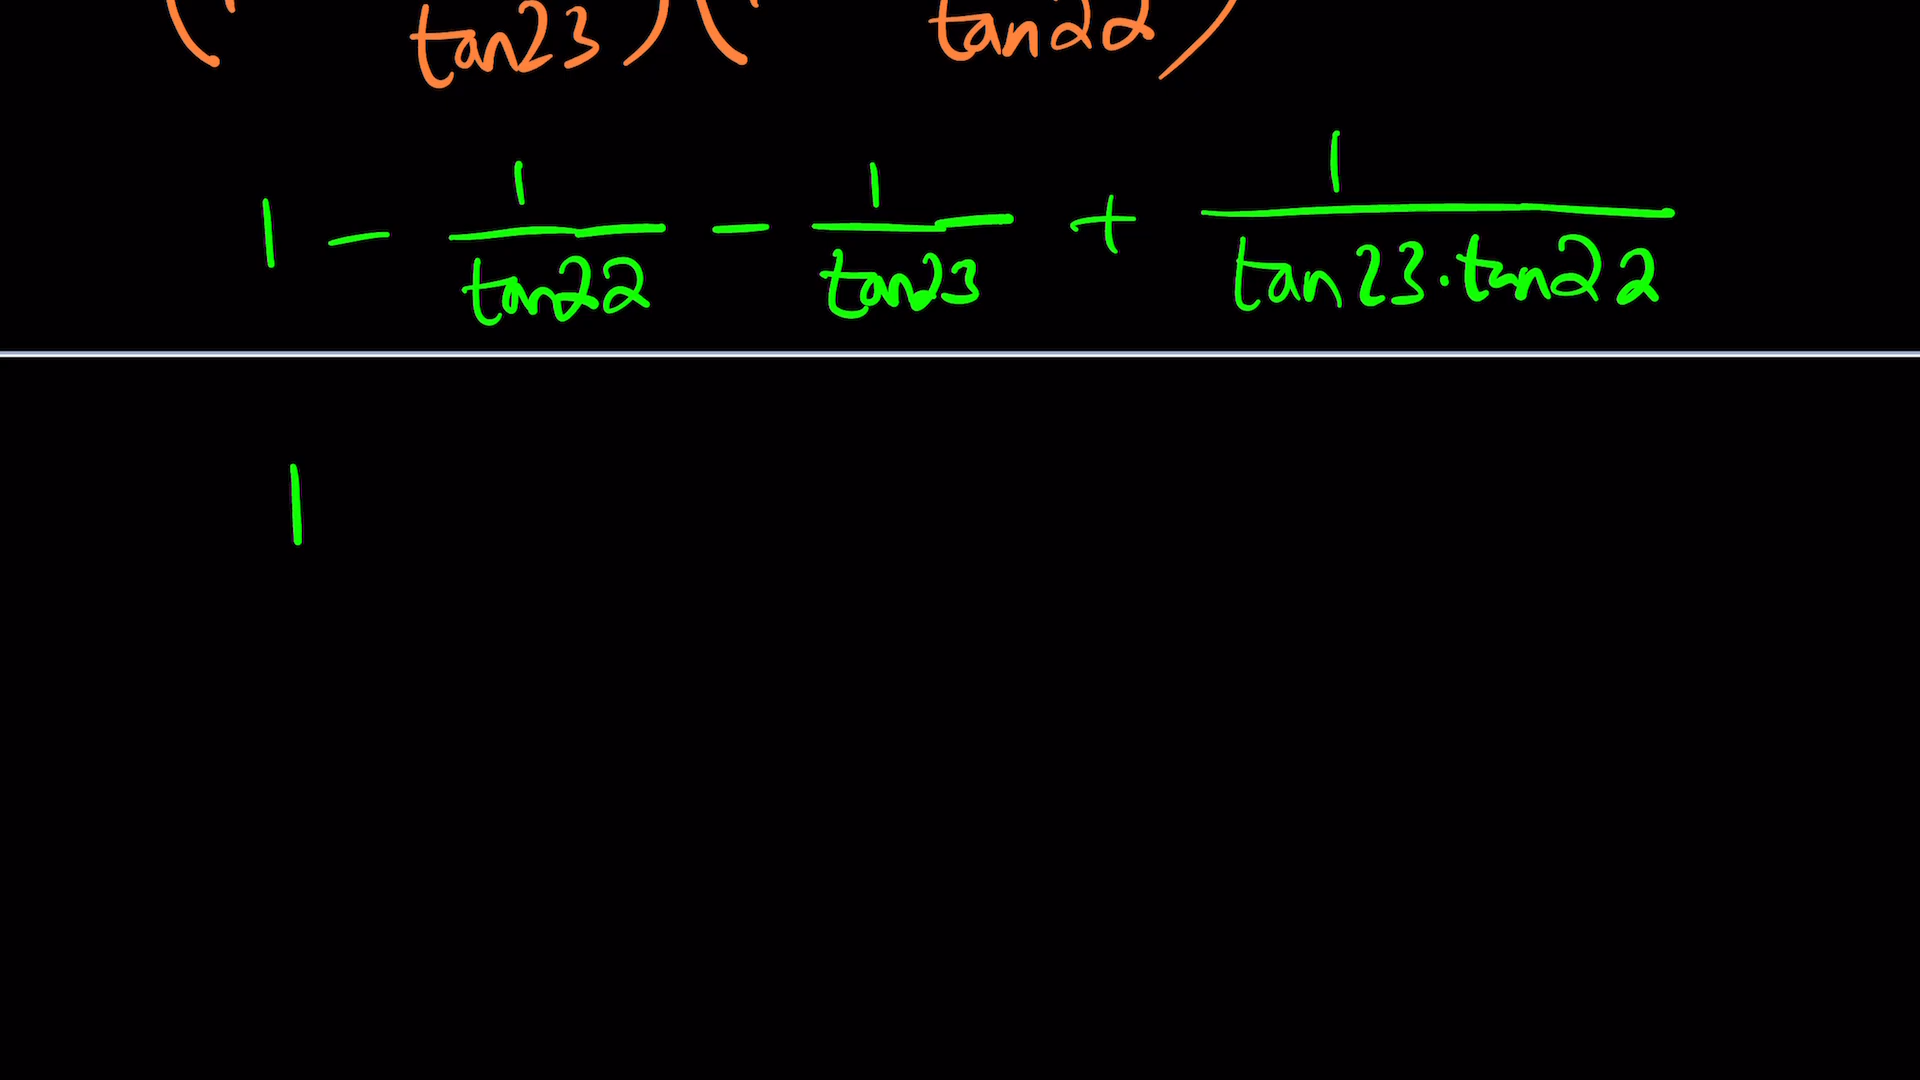 ( tan23 ) ( tan22 )
1 - 1/tan22 - 1/tan23 + 1/(tan23·tan22)
1